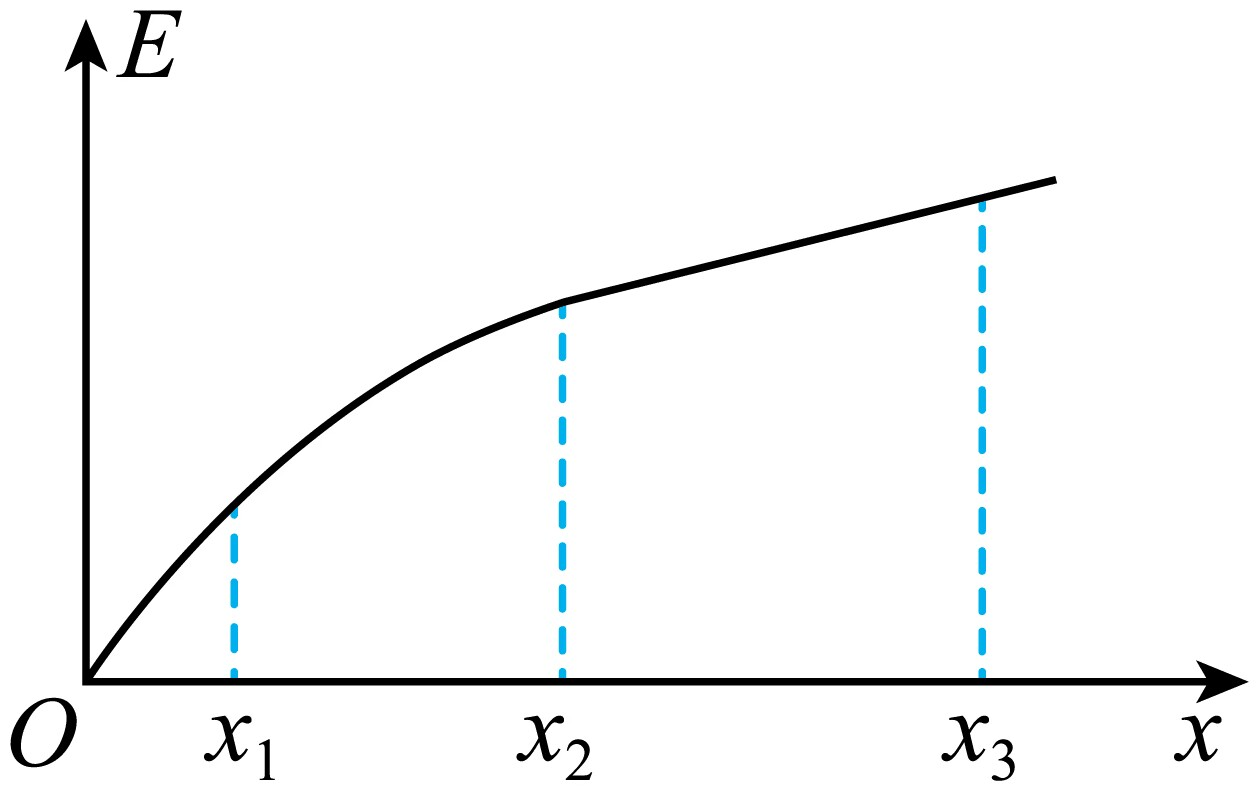 E
O x₁ x₂ x₃ x